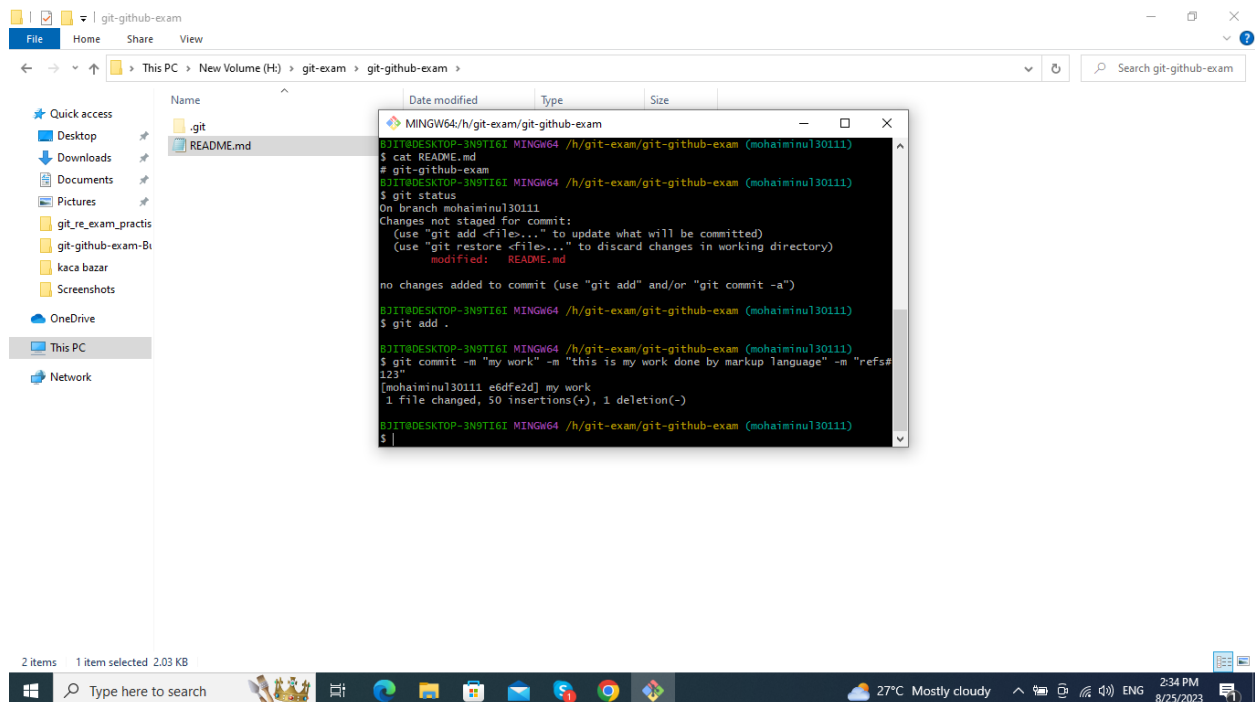 git-github-exam
File Home Share View
This PC > New Volume (H:) > git-exam > git-github-exam >
Search git-github-exam
Quick access
Desktop
Downloads
Documents
Pictures
git_re_exam_practis
git-github-exam-Bu
kaca bazar
Screenshots
OneDrive
This PC
Network
Name Date modified Type Size
.git
README.md
MINGW64:/h/git-exam/git-github-exam
BJIT@DESKTOP-3N9TI6I MINGW64 /h/git-exam/git-github-exam (mohaiminul30111)
$ cat README.md
# git-github-exam
BJIT@DESKTOP-3N9TI6I MINGW64 /h/git-exam/git-github-exam (mohaiminul30111)
$ git status
On branch mohaiminul30111
Changes not staged for commit:
(use "git add <file>..." to update what will be committed)
(use "git restore <file>..." to discard changes in working directory)
modified: README.md
no changes added to commit (use "git add" and/or "git commit -a")
BJIT@DESKTOP-3N9TI6I MINGW64 /h/git-exam/git-github-exam (mohaiminul30111)
$ git add .
BJIT@DESKTOP-3N9TI6I MINGW64 /h/git-exam/git-github-exam (mohaiminul30111)
$ git commit -m "my work" -m "this is my work done by markup language" -m "refs#
123"
[mohaiminul30111 e6dfe2d] my work
1 file changed, 50 insertions(+), 1 deletion(-)
BJIT@DESKTOP-3N9TI6I MINGW64 /h/git-exam/git-github-exam (mohaiminul30111)
$
2 items 1 item selected 2.03 KB
Type here to search
27°C Mostly cloudy
ENG
2:34 PM
8/25/2023